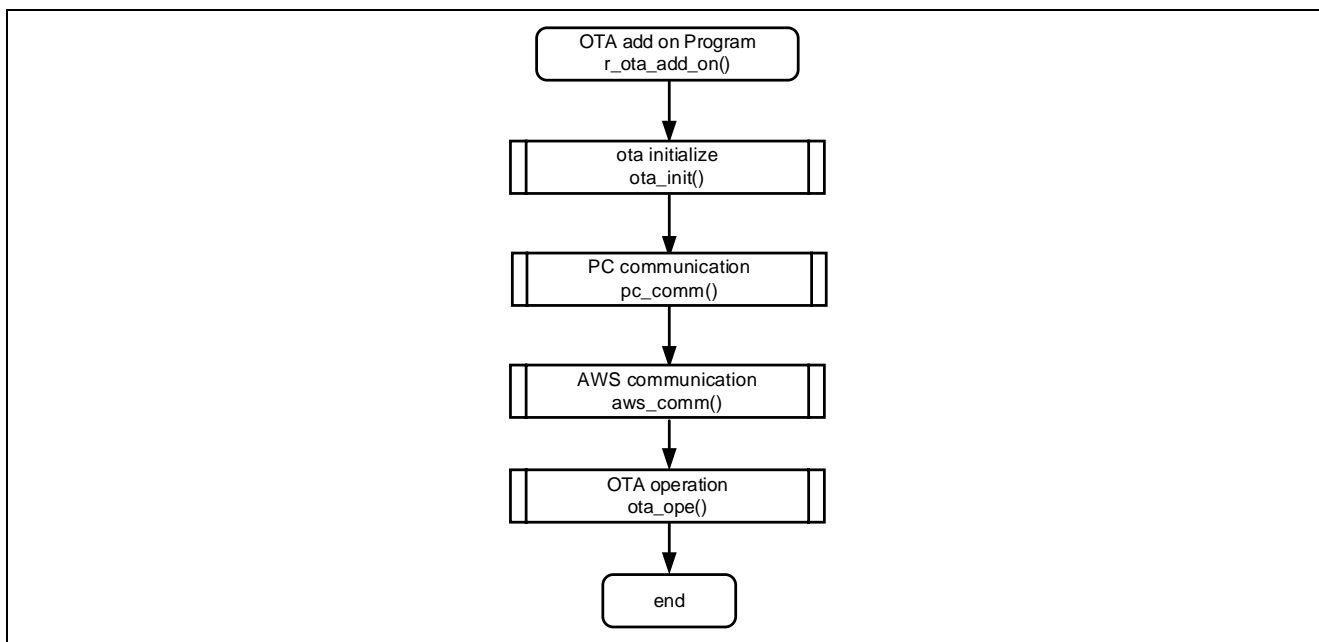 OTA add on Program
r_ota_add_on()
ota initialize
ota_init()
PC communication
pc_comm()
AWS communication
aws_comm()
OTA operation
ota_ope()
end